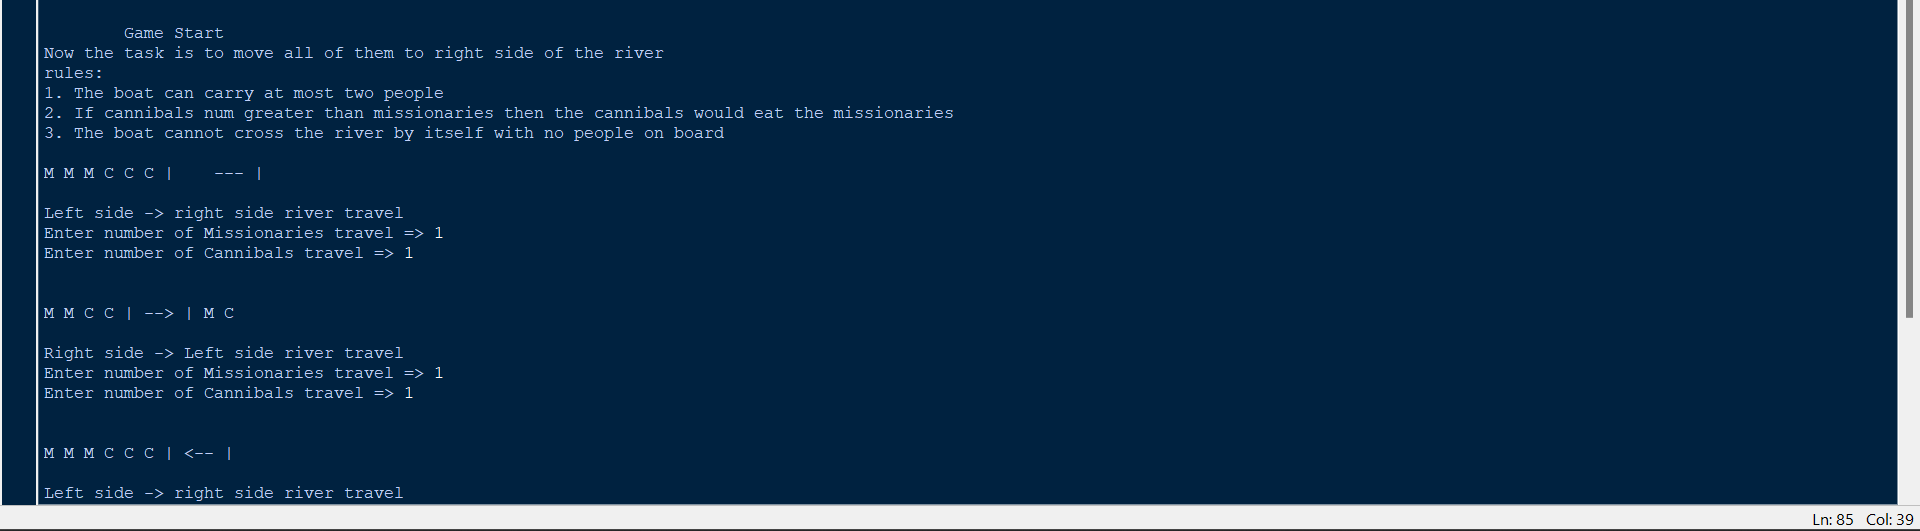 Game Start
Now the task is to move all of them to right side of the river
rules:
1. The boat can carry at most two people
2. If cannibals num greater than missionaries then the cannibals would eat the missionaries
3. The boat cannot cross the river by itself with no people on board
M M M C C C |    --- |
Left side -> right side river travel
Enter number of Missionaries travel => 1
Enter number of Cannibals travel => 1
M M C C | --> | M C
Right side -> Left side river travel
Enter number of Missionaries travel => 1
Enter number of Cannibals travel => 1
M M M C C C | <-- |
Left side -> right side river travel
Ln: 85 Col: 39